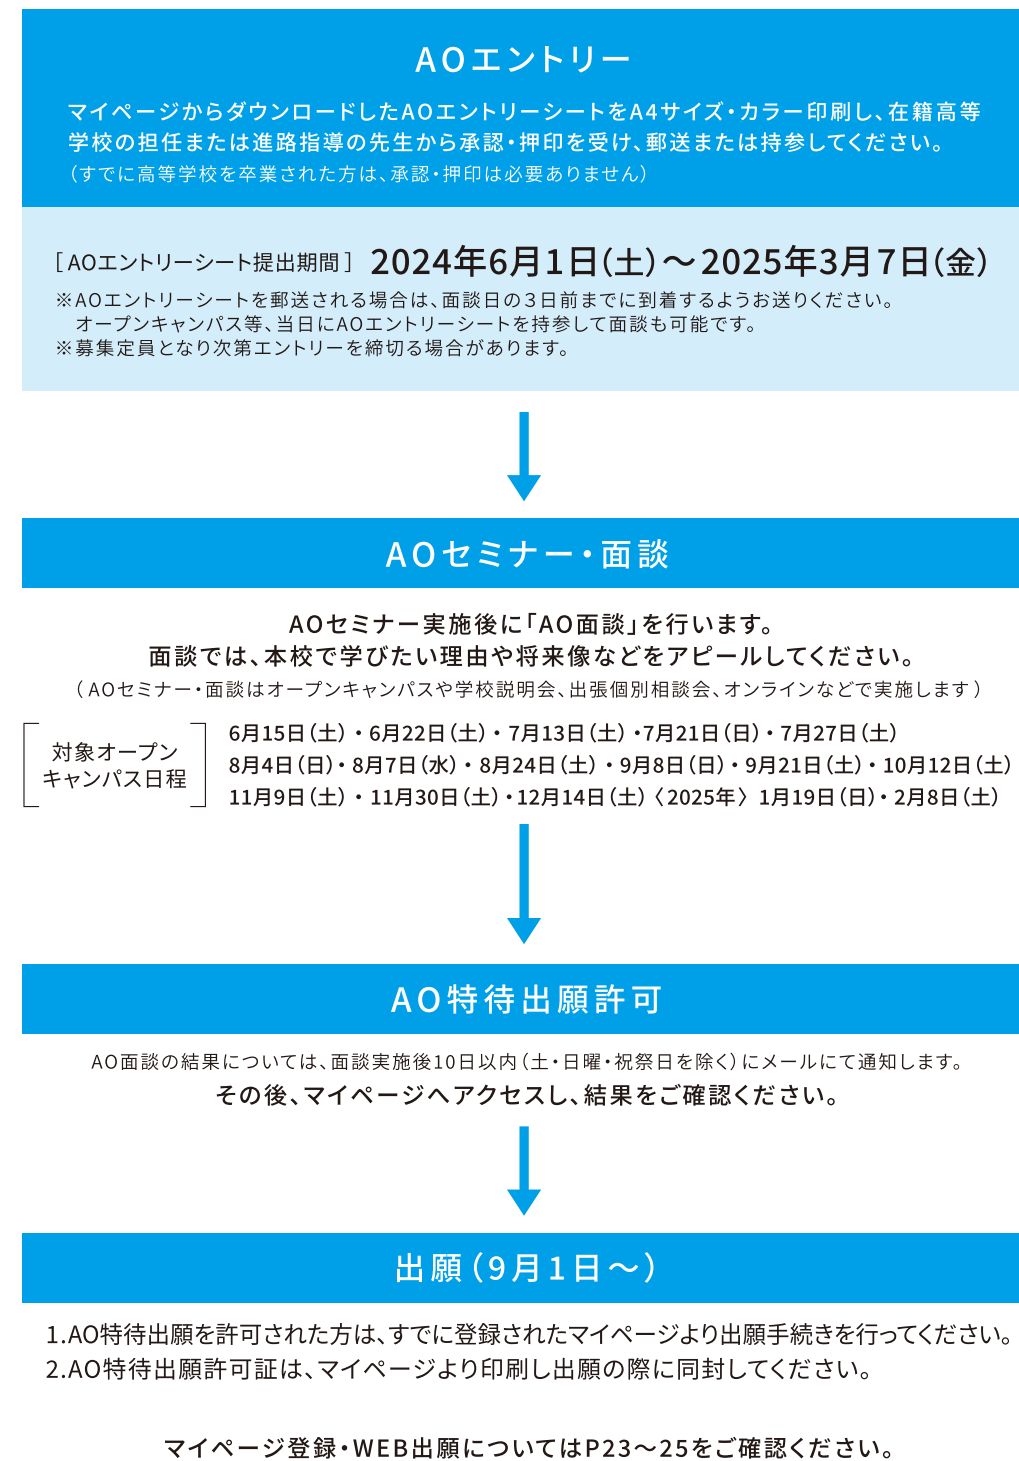 AOエントリー
マイページからダウンロードしたAOエントリーシートをA4サイズ・カラー印刷し、在籍高等
学校の担任または進路指導の先生から承認・押印を受け、郵送または持参してください。
（すでに高等学校を卒業された方は、承認・押印は必要ありません）
［AOエントリーシート提出期間］ 2024年6月1日（土）～2025年3月7日（金）
※AOエントリーシートを郵送される場合は、面談日の3日前までに到着するようお送りください。
オープンキャンパス等、当日にAOエントリーシートを持参して面談も可能です。
※募集定員となり次第エントリーを締切る場合があります。
AOセミナー・面談
AOセミナー実施後に「AO面談」を行います。
面談では、本校で学びたい理由や将来像などをアピールしてください。
（AOセミナー・面談はオープンキャンパスや学校説明会、出張個別相談会、オンラインなどで実施します）
対象オープン
キャンパス日程
6月15日（土）・6月22日（土）・7月13日（土）・7月21日（日）・7月27日（土）
8月4日（日）・8月7日（水）・8月24日（土）・9月8日（日）・9月21日（土）・10月12日（土）
11月9日（土）・11月30日（土）・12月14日（土）〈2025年〉1月19日（日）・2月8日（土）
AO特待出願許可
AO面談の結果については、面談実施後10日以内（土・日曜・祝祭日を除く）にメールにて通知します。
その後、マイページへアクセスし、結果をご確認ください。
出願（9月1日～）
1.AO特待出願を許可された方は、すでに登録されたマイページより出願手続きを行ってください。
2.AO特待出願許可証は、マイページより印刷し出願の際に同封してください。
マイページ登録・WEB出願についてはP23～25をご確認ください。